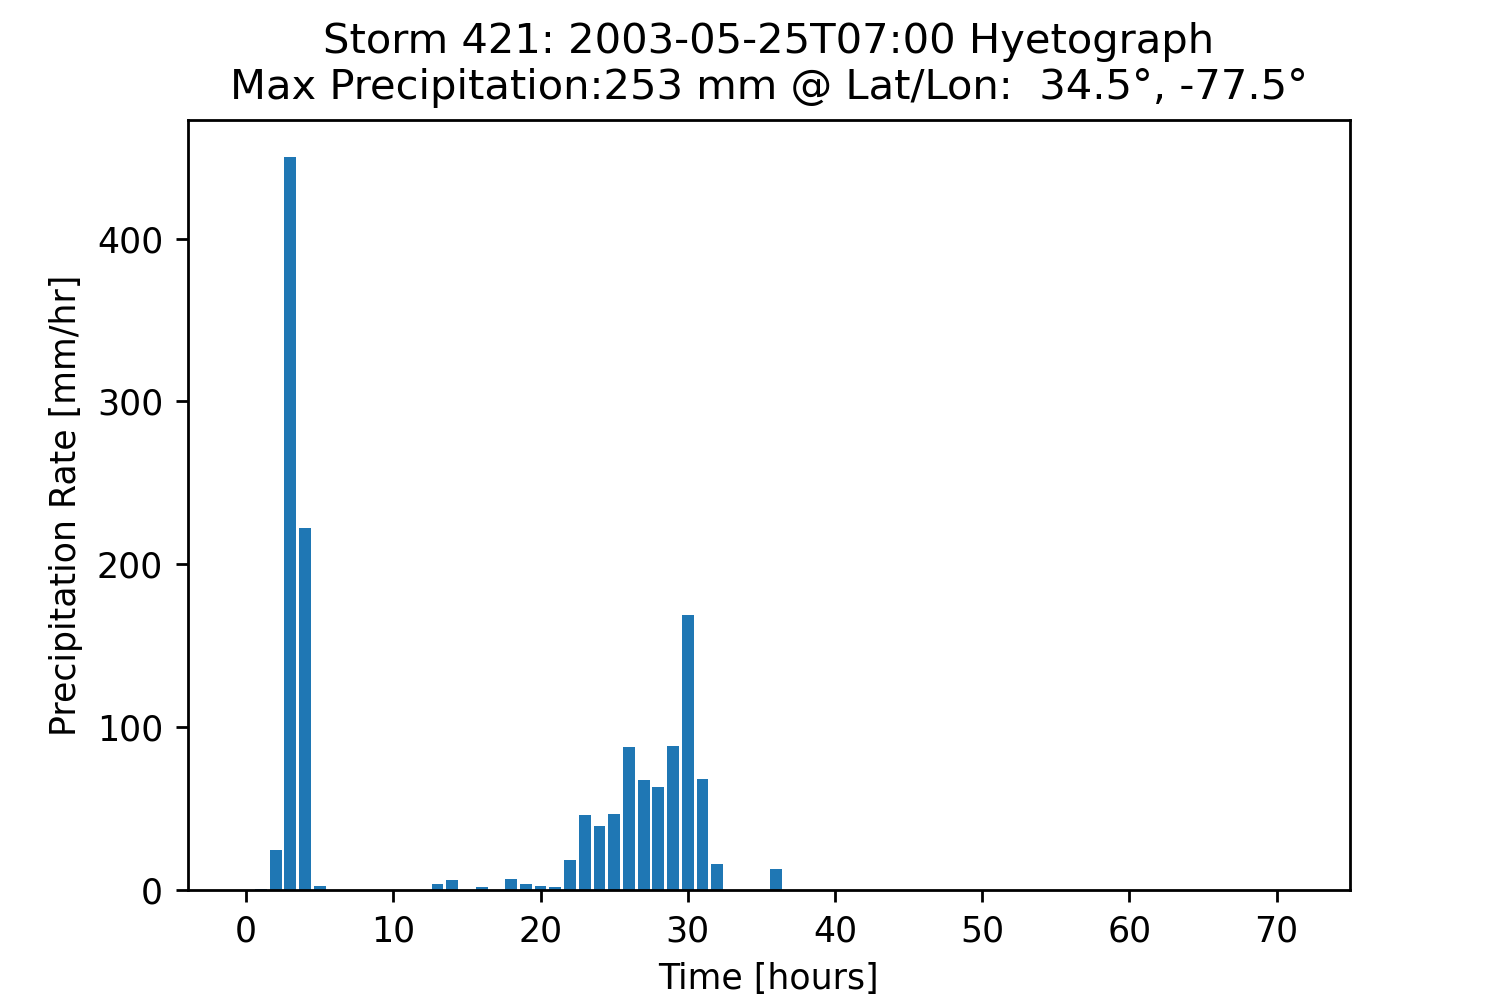 Storm 421: 2003-05-25T07:00 Hyetograph
Max Precipitation:253 mm @ Lat/Lon:  34.5°, -77.5°
Precipitation Rate [mm/hr]
400
300
200
100
0
0 10 20 30 40 50 60 70
Time [hours]